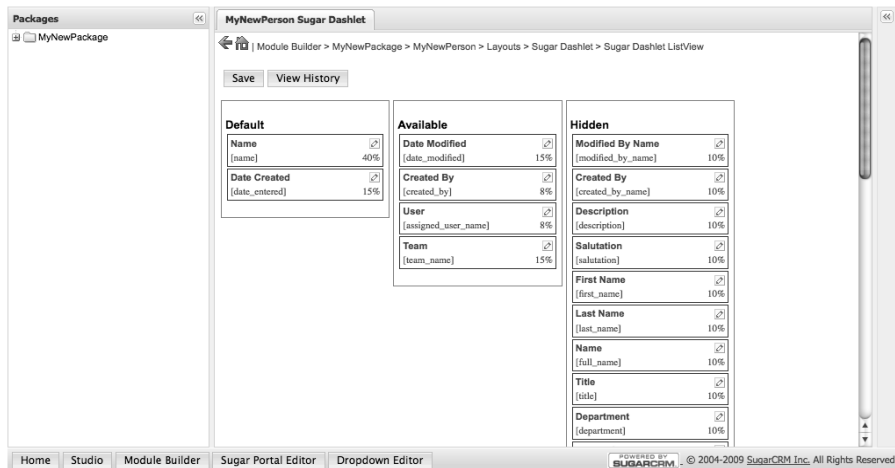 Packages
MyNewPackage
MyNewPerson Sugar Dashlet
| Module Builder > MyNewPackage > MyNewPerson > Layouts > Sugar Dashlet > Sugar Dashlet ListView
Save
View History
Default
Name
[name] 40%
Date Created
[date_entered] 15%
Available
Date Modified
[date_modified] 15%
Created By
[created_by] 8%
User
[assigned_user_name] 8%
Team
[team_name] 15%
Hidden
Modified By Name
[modified_by_name] 10%
Created By
[created_by_name] 10%
Description
[description] 10%
Salutation
[salutation] 10%
First Name
[first_name] 10%
Last Name
[last_name] 10%
Name
[full_name] 10%
Title
[title] 10%
Department
[department] 10%
Home
Studio
Module Builder
Sugar Portal Editor
Dropdown Editor
POWERED BY
SUGARCRM
© 2004-2009 SugarCRM Inc. All Rights Reserved